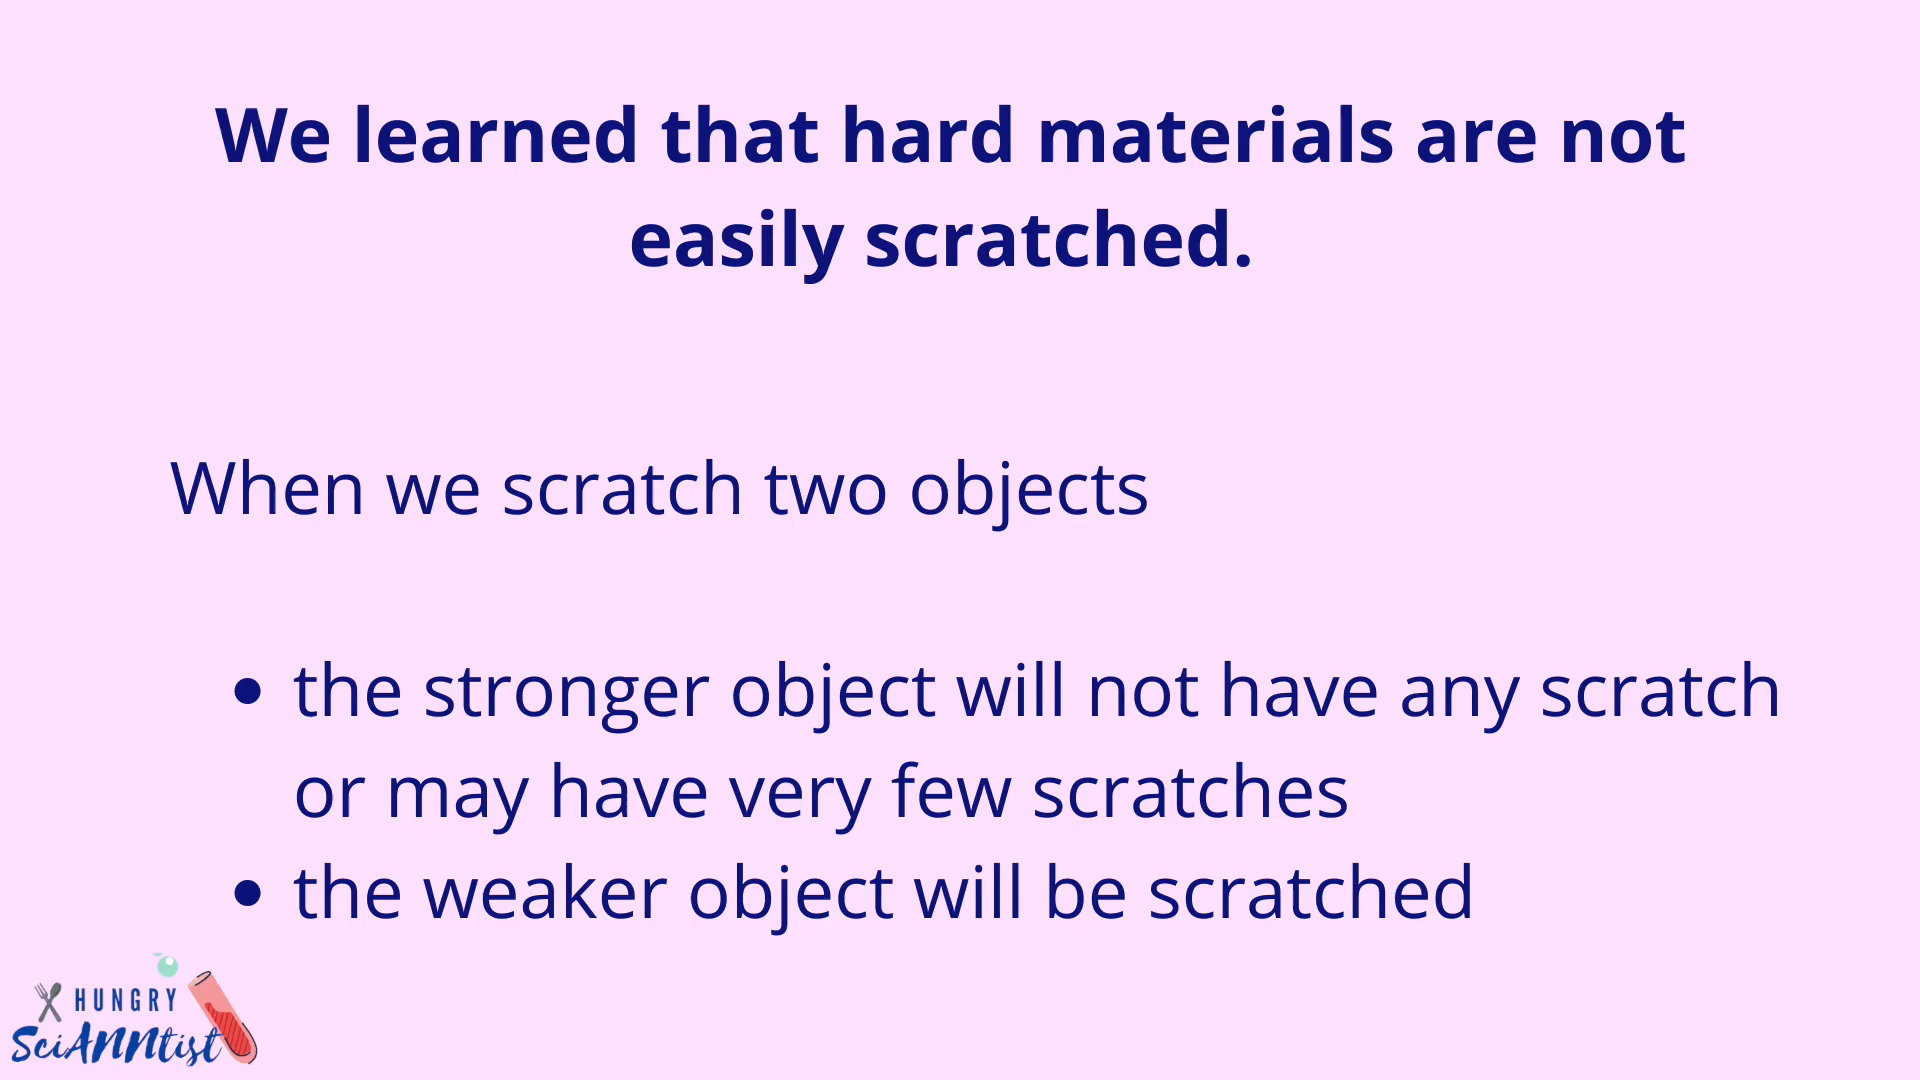 We learned that hard materials are not
easily scratched.
When we scratch two objects
• the stronger object will not have any scratch
or may have very few scratches
• the weaker object will be scratched
HUNGRY
SciANNtist